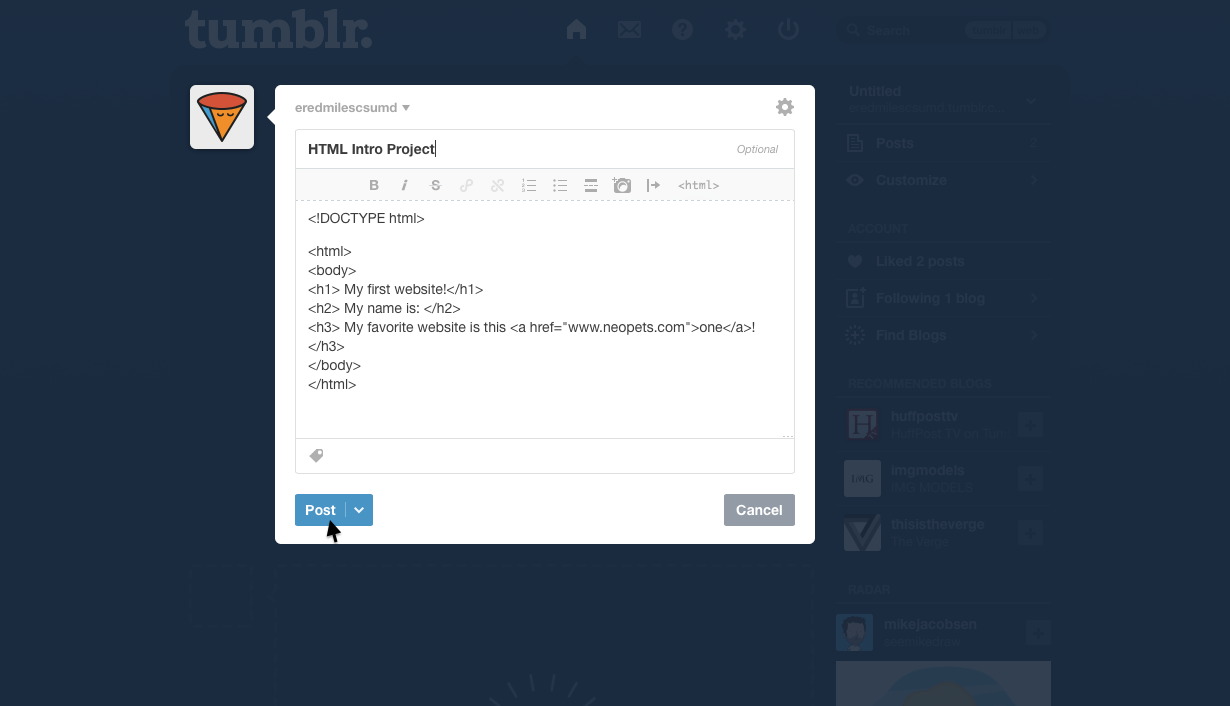 tumblr.
Search
eredmilescsumd
HTML Intro Project
Optional
B i S <html>
<!DOCTYPE html>
<html>
<body>
<h1> My first website!</h1>
<h2> My name is: </h2>
<h3> My favorite website is this <a href="www.neopets.com">one</a>!
</h3>
</body>
</html>
Post
Cancel
Untitled
Posts 2
Customize
ACCOUNT
Liked 2 posts
Following 1 blog
Find Blogs
RECOMMENDED BLOGS
huffposttv
HuffPost TV on Tum
imgmodels
IMG MODELS
thisistheverge
The Verge
RADAR
mikejacobsen